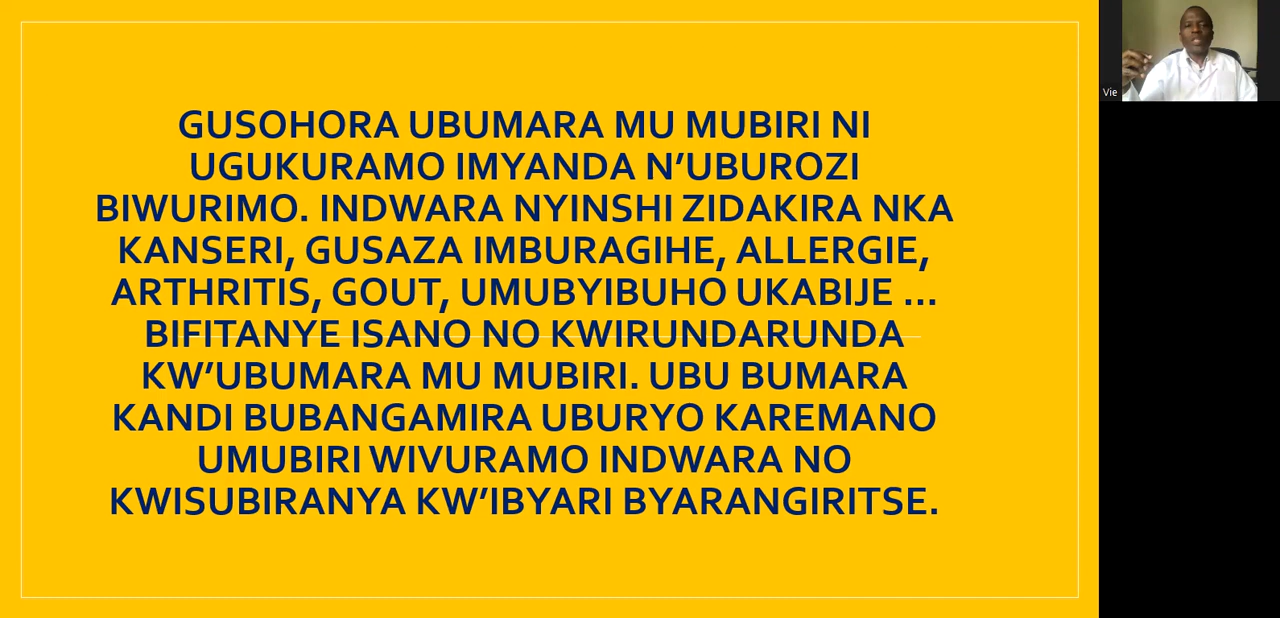 GUSOHORA UBUMARA MU MUBIRI NI
UGUKURAMO IMYANDA N’UBUROZI
BIWURIMO. INDWARA NYINSHI ZIDAKIRA NKA
KANSERI, GUSAZA IMBURAGIHE, ALLERGIE,
ARTHRITIS, GOUT, UMUBYIBUHO UKABIJE ...
BIFITANYE ISANO NO KWIRUNDARUNDA
KW’UBUMARA MU MUBIRI. UBU BUMARA
KANDI BUBANGAMIRA UBURYO KAREMANO
UMUBIRI WIVURAMO INDWARA NO
KWISUBIRANYA KW’IBYARI BYARANGIRITSE.
Vie